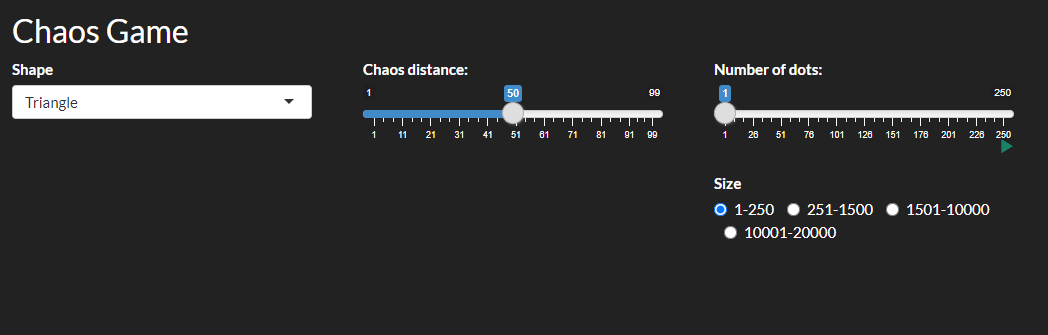 Chaos Game
Shape
Triangle
Chaos distance:
1 50 99
1 11 21 31 41 51 61 71 81 91 99
Number of dots:
1 250
1 26 51 76 101 126 151 176 201 226 250
Size
1-250 251-1500 1501-10000
10001-20000